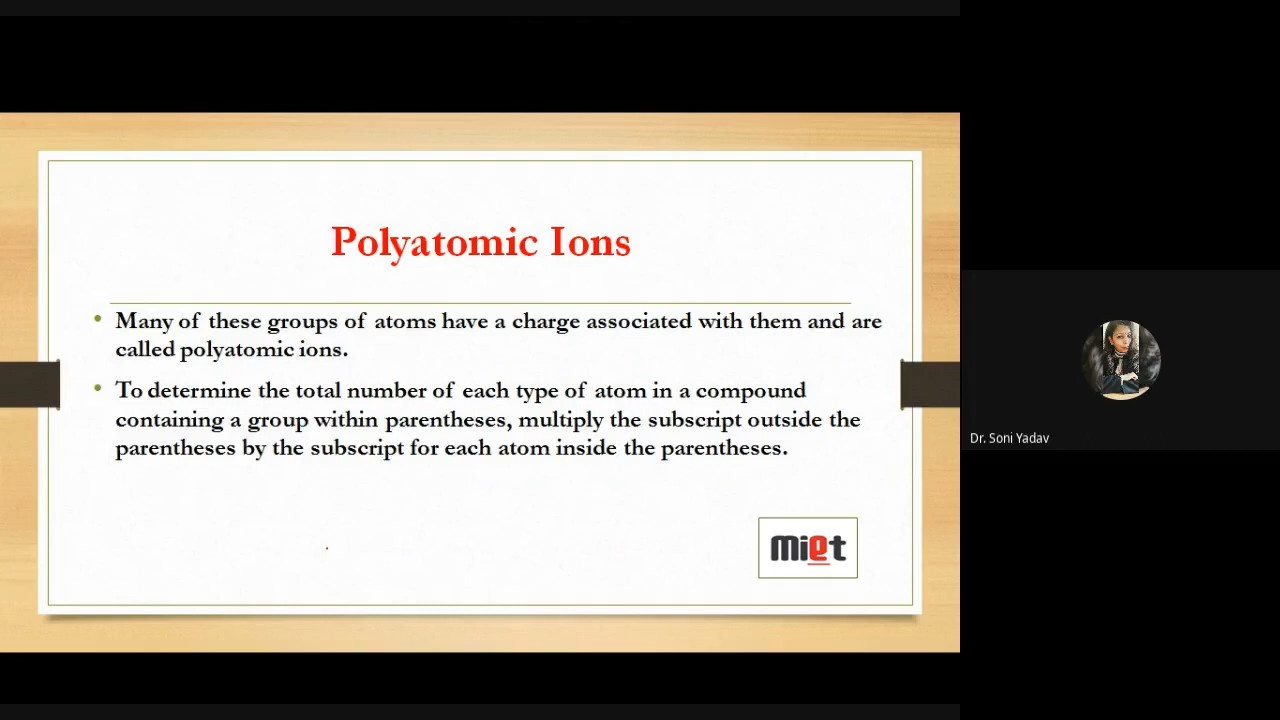 Polyatomic Ions
• Many of these groups of atoms have a charge associated with them and are
called polyatomic ions.
• To determine the total number of each type of atom in a compound
containing a group within parentheses, multiply the subscript outside the
parentheses by the subscript for each atom inside the parentheses.
miet
Dr. Soni Yadav